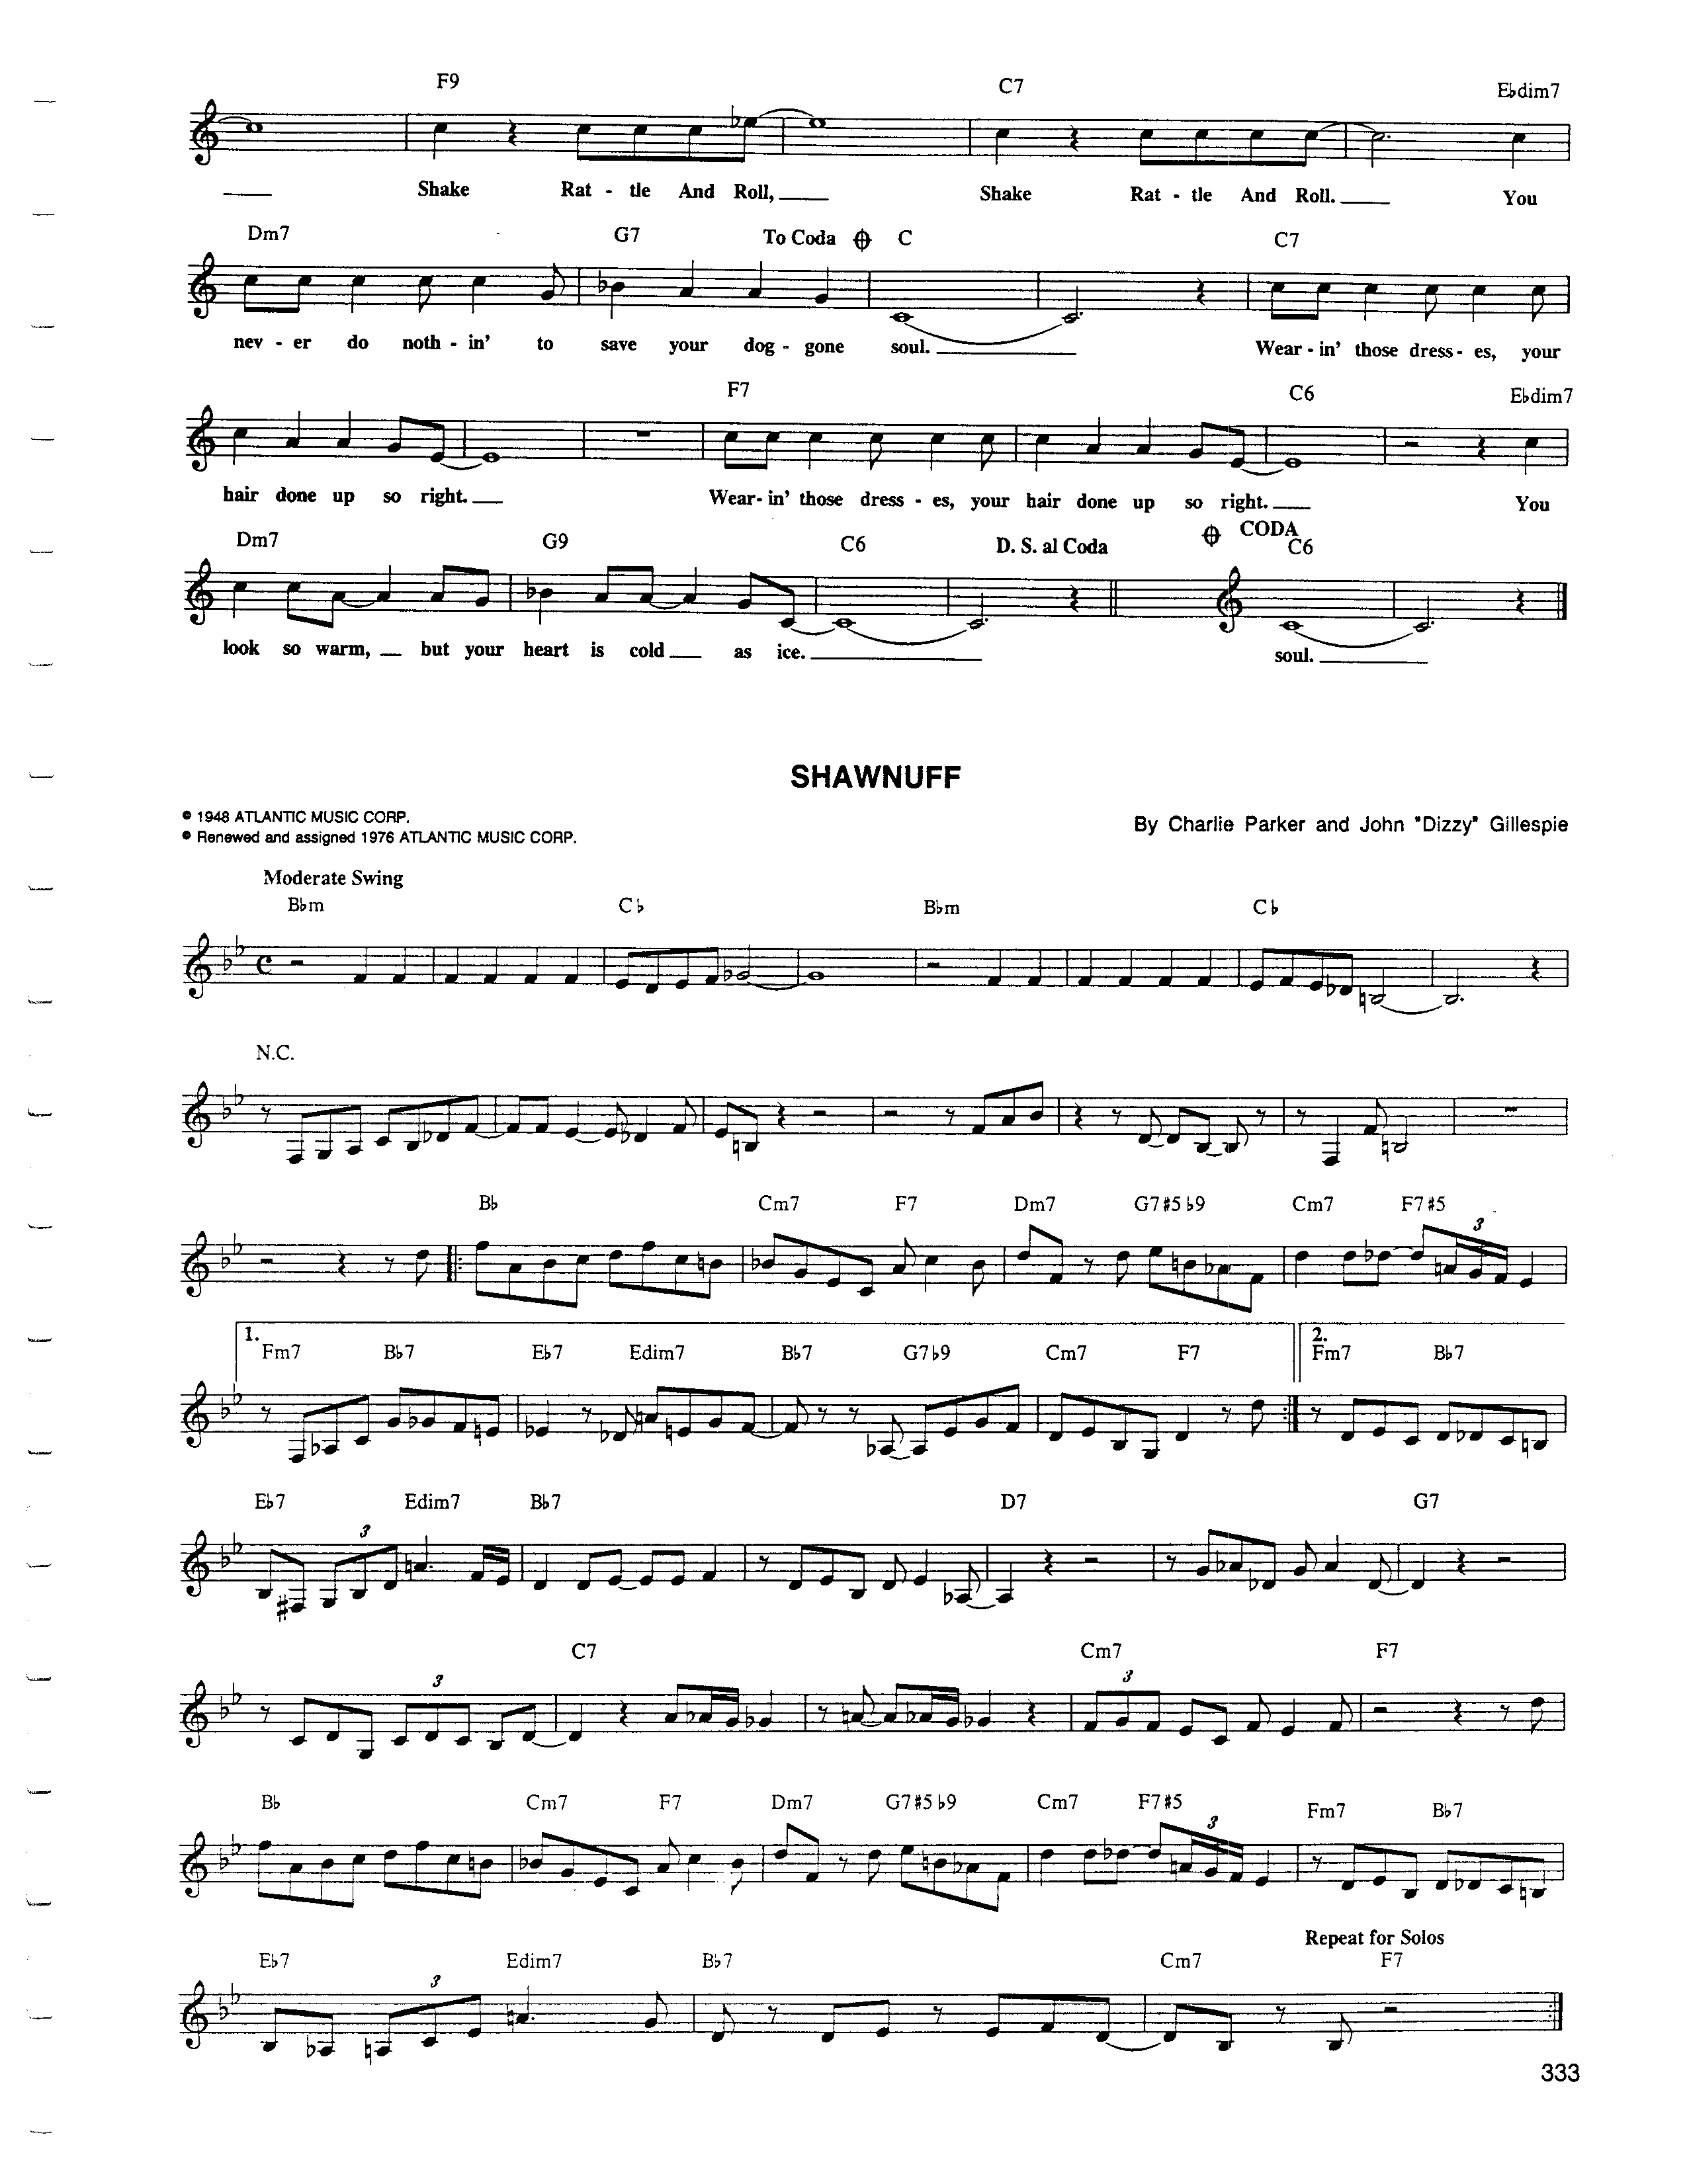 F9 C7 E♭dim7
Shake Rat - tle And Roll, Shake Rat - tle And Roll. You
Dm7 G7 To Coda C C7
nev - er do noth - in' to save your dog - gone soul. Wear - in' those dress - es, your
F7 C6 E♭dim7
hair done up so right. Wear - in' those dress - es, your hair done up so right. You
CODA
Dm7 G9 C6 D. S. al Coda C6
look so warm, but your heart is cold as ice. soul.
SHAWNUFF
© 1948 ATLANTIC MUSIC CORP.
© Renewed and assigned 1976 ATLANTIC MUSIC CORP.
By Charlie Parker and John "Dizzy" Gillespie
Moderate Swing
B♭m C♭ B♭m C♭
N.C.
B♭ Cm7 F7 Dm7 G7♯5♭9 Cm7 F7♯5
3
1. 2.
Fm7 B♭7 E♭7 Edim7 B♭7 G7♭9 Cm7 F7 Fm7 B♭7
E♭7 Edim7 B♭7 D7 G7
3
C7 Cm7 F7
3 3
B♭ Cm7 F7 Dm7 G7♯5♭9 Cm7 F7♯5 Fm7 B♭7
3
Repeat for Solos
E♭7 Edim7 B♭7 Cm7 F7
3
333